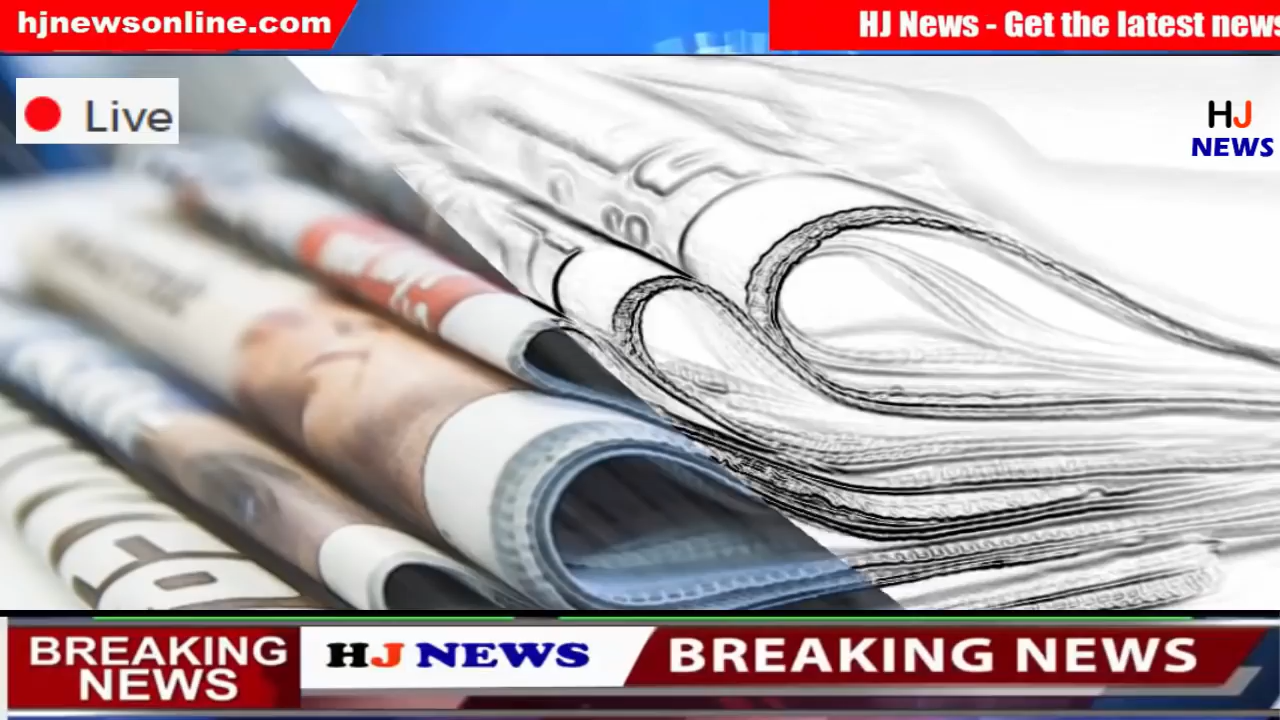 hjnewsonline.com
HJ News - Get the latest news
Live
HJ
NEWS
BREAKING
NEWS
HJ NEWS
BREAKING NEWS